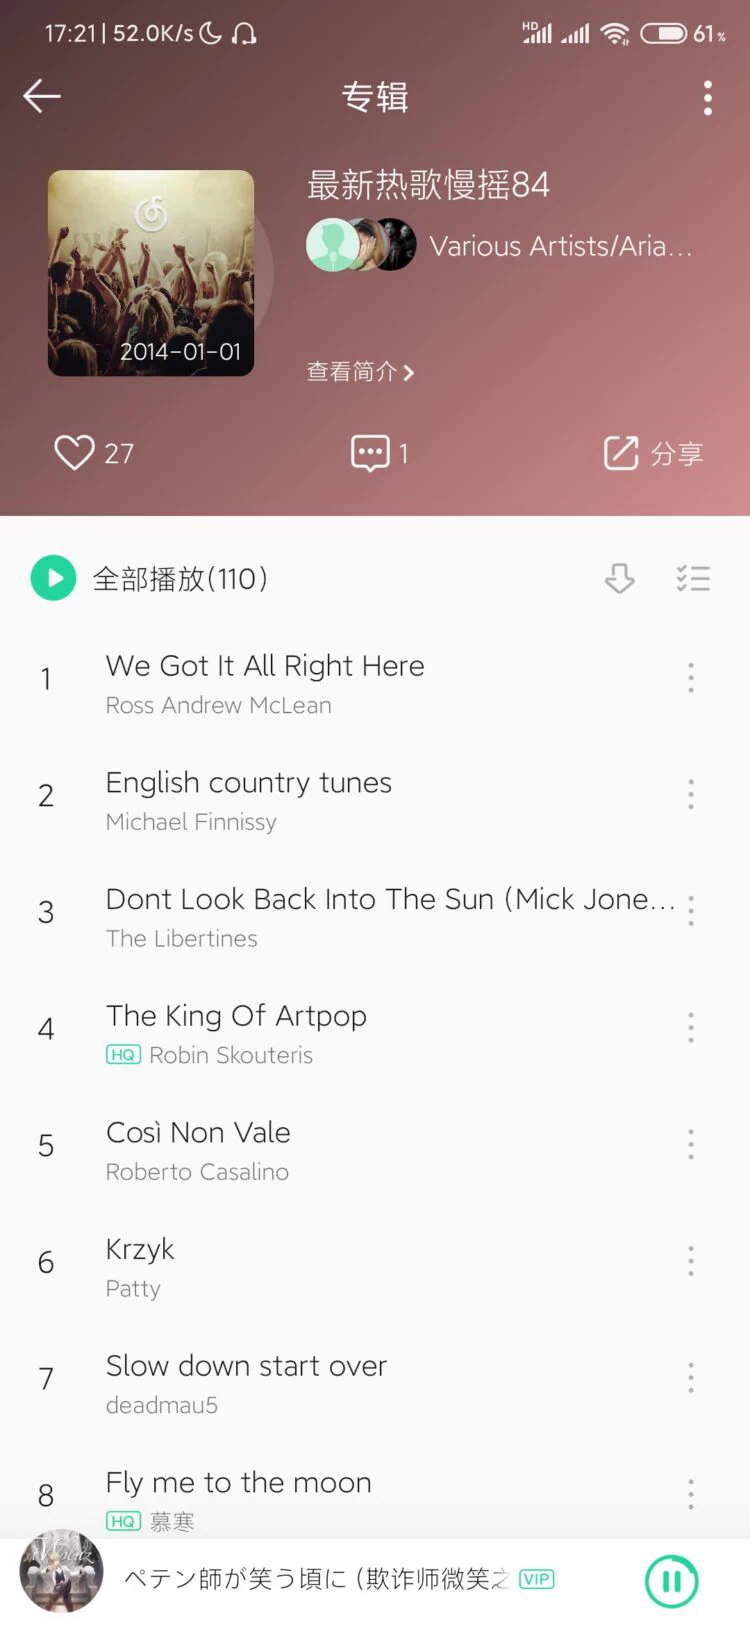 17:21 | 52.0K/s HD 61%
专辑
最新热歌慢摇84
Various Artists/Aria...
2014-01-01
查看简介
27 1 分享
全部播放(110)
1 We Got It All Right Here
Ross Andrew McLean
2 English country tunes
Michael Finnissy
3 Dont Look Back Into The Sun (Mick Jone...
The Libertines
4 The King Of Artpop
HQ Robin Skouteris
5 Così Non Vale
Roberto Casalino
6 Krzyk
Patty
7 Slow down start over
deadmau5
8 Fly me to the moon
HQ 慕寒
ペテン師が笑う頃に (欺诈师微笑之 VIP